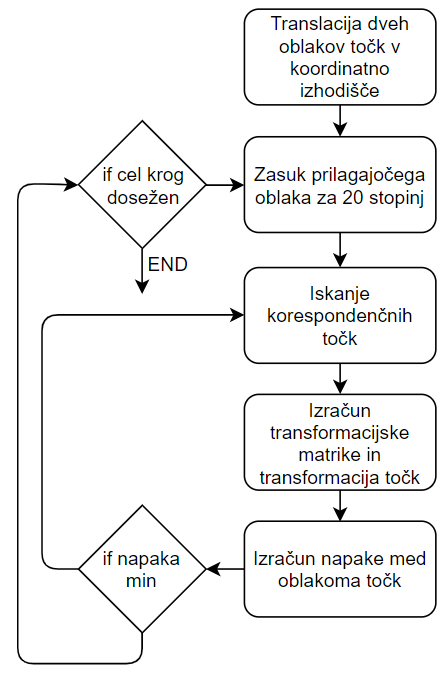 Translacija dveh
oblakov točk v
koordinatno
izhodišče
if cel krog
dosežen
Zasuk prilagajočega
oblaka za 20 stopinj
END
Iskanje
korespondenčnih
točk
Izračun
transformacijske
matrike in
transformacija točk
if napaka
min
Izračun napake med
oblakoma točk